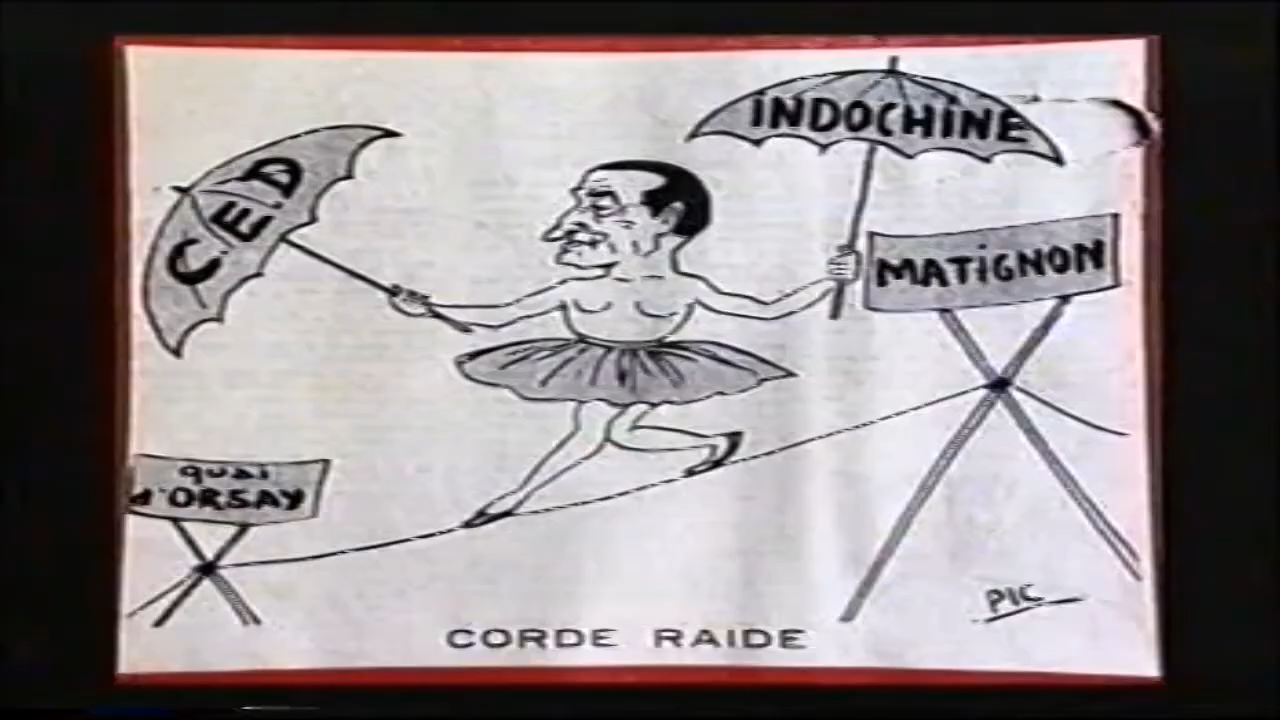 C.E.D
INDOCHINE
MATIGNON
quai
d'ORSAY
PIC
CORDE RAIDE